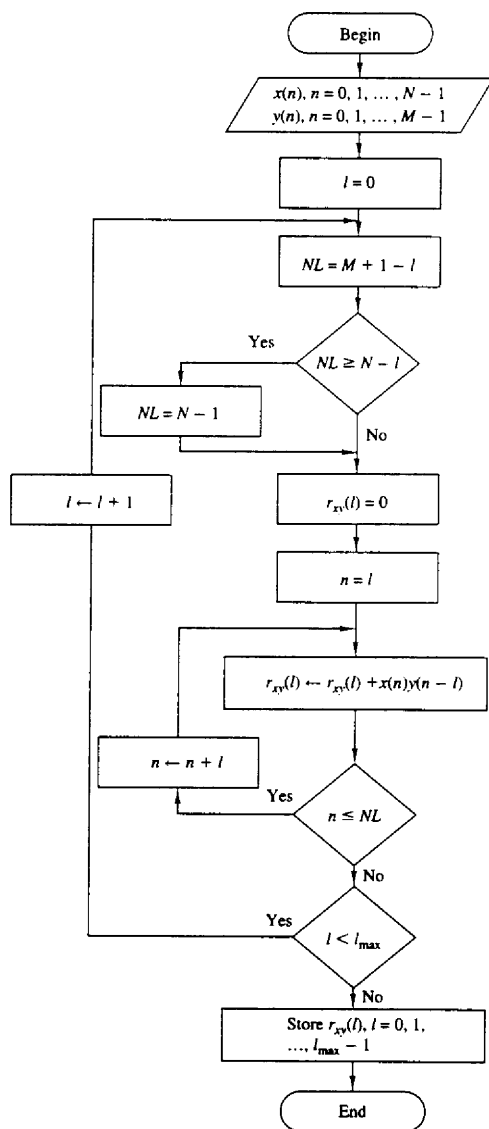 Begin
x(n), n = 0, 1, … , N − 1
y(n), n = 0, 1, … , M − 1
l = 0
NL = M + 1 − l
Yes
NL ≥ N − l
NL = N − 1
No
l ← l + 1
r_xy(l) = 0
n = l
r_xy(l) ← r_xy(l) + x(n)y(n − l)
n ← n + l
Yes
n ≤ NL
No
Yes
l < l_max
No
Store r_xy(l), l = 0, 1,
…, l_max − 1
End